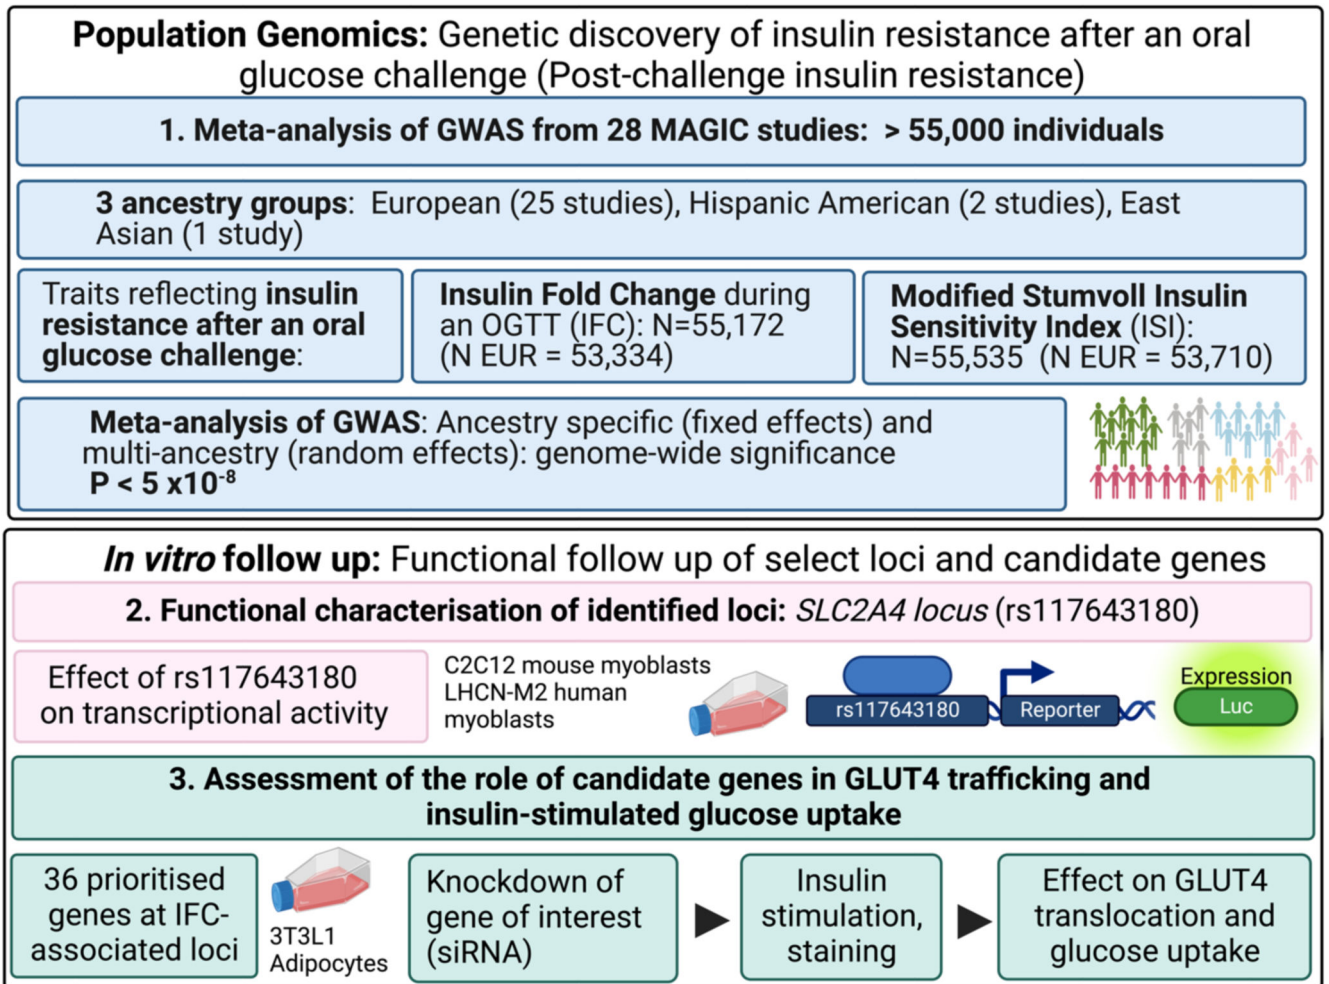 Population Genomics: Genetic discovery of insulin resistance after an oral
glucose challenge (Post-challenge insulin resistance)
1. Meta-analysis of GWAS from 28 MAGIC studies:  > 55,000 individuals
3 ancestry groups:  European (25 studies), Hispanic American (2 studies), East
Asian (1 study)
Traits reflecting insulin
resistance after an oral
glucose challenge:
Insulin Fold Change during
an OGTT (IFC): N=55,172
(N EUR = 53,334)
Modified Stumvoll Insulin
Sensitivity Index (ISI):
N=55,535  (N EUR = 53,710)
Meta-analysis of GWAS: Ancestry specific (fixed effects) and
multi-ancestry (random effects): genome-wide significance
P < 5 x10⁻⁸
In vitro follow up: Functional follow up of select loci and candidate genes
2. Functional characterisation of identified loci: SLC2A4 locus (rs117643180)
Effect of rs117643180
on transcriptional activity
C2C12 mouse myoblasts
LHCN-M2 human
myoblasts
rs117643180
Reporter
Expression
Luc
3. Assessment of the role of candidate genes in GLUT4 trafficking and
insulin-stimulated glucose uptake
36 prioritised
genes at IFC-
associated loci
3T3L1
Adipocytes
Knockdown of
gene of interest
(siRNA)
Insulin
stimulation,
staining
Effect on GLUT4
translocation and
glucose uptake